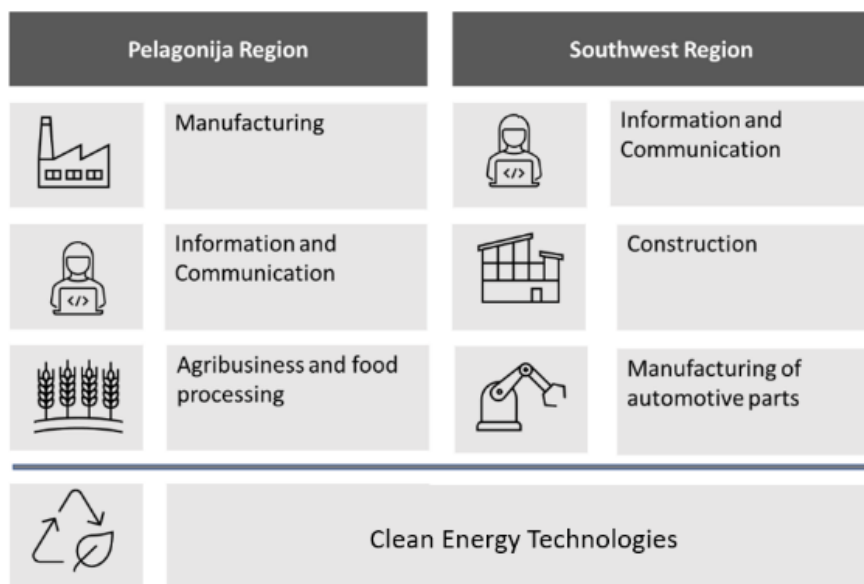 Pelagonija Region
Southwest Region
Manufacturing
Information and
Communication
</>
Information and
Communication
</>
Construction
Agribusiness and food
processing
Manufacturing of
automotive parts
Clean Energy Technologies